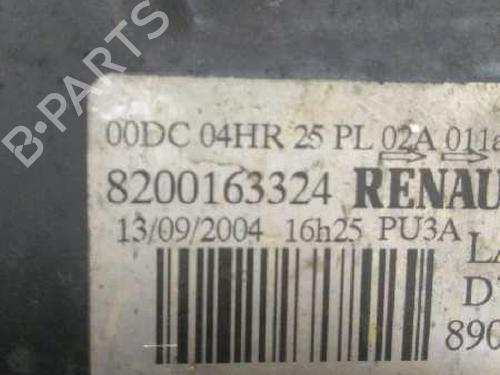 B-PARTS
00DC 04HR 25 PL 02A 011a
8200163324 RENAU
13/09/2004 16h25 PU3A
LA
D
890